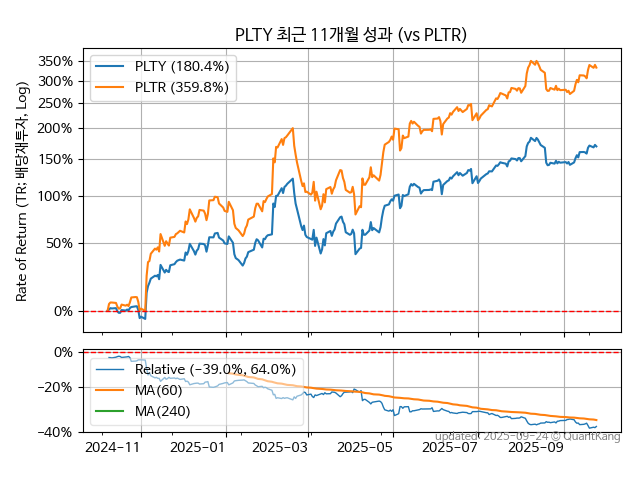 PLTY 최근 11개월 성과 (vs PLTR)
Rate of Return (TR: 배당재투자, Log)
350%
300%
250%
200%
150%
100%
50%
0%
PLTY (180.4%)
PLTR (359.8%)
0%
−20%
−40%
Relative (−39.0%, 64.0%)
MA(60)
MA(240)
updated: 2025-09-24 © QuantKang
2024−11
2025−01
2025−03
2025−05
2025−07
2025−09